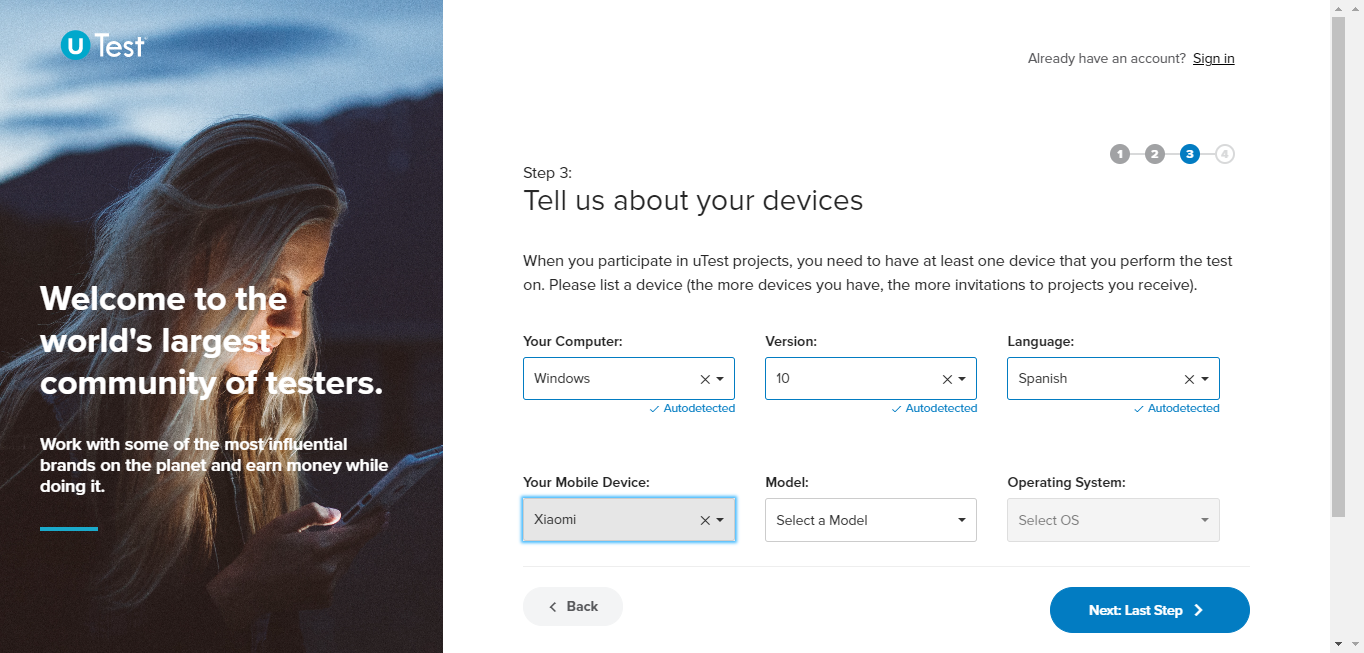 U Test
Already have an account? Sign in
1 2 3 4
Step 3:
Tell us about your devices
When you participate in uTest projects, you need to have at least one device that you perform the test
on. Please list a device (the more devices you have, the more invitations to projects you receive).
Welcome to the
world's largest
community of testers.
Work with some of the most influential
brands on the planet and earn money while
doing it.
Your Computer: Version: Language:
Windows 10 Spanish
Autodetected Autodetected Autodetected
Your Mobile Device: Model: Operating System:
Xiaomi Select a Model Select OS
Back Next: Last Step